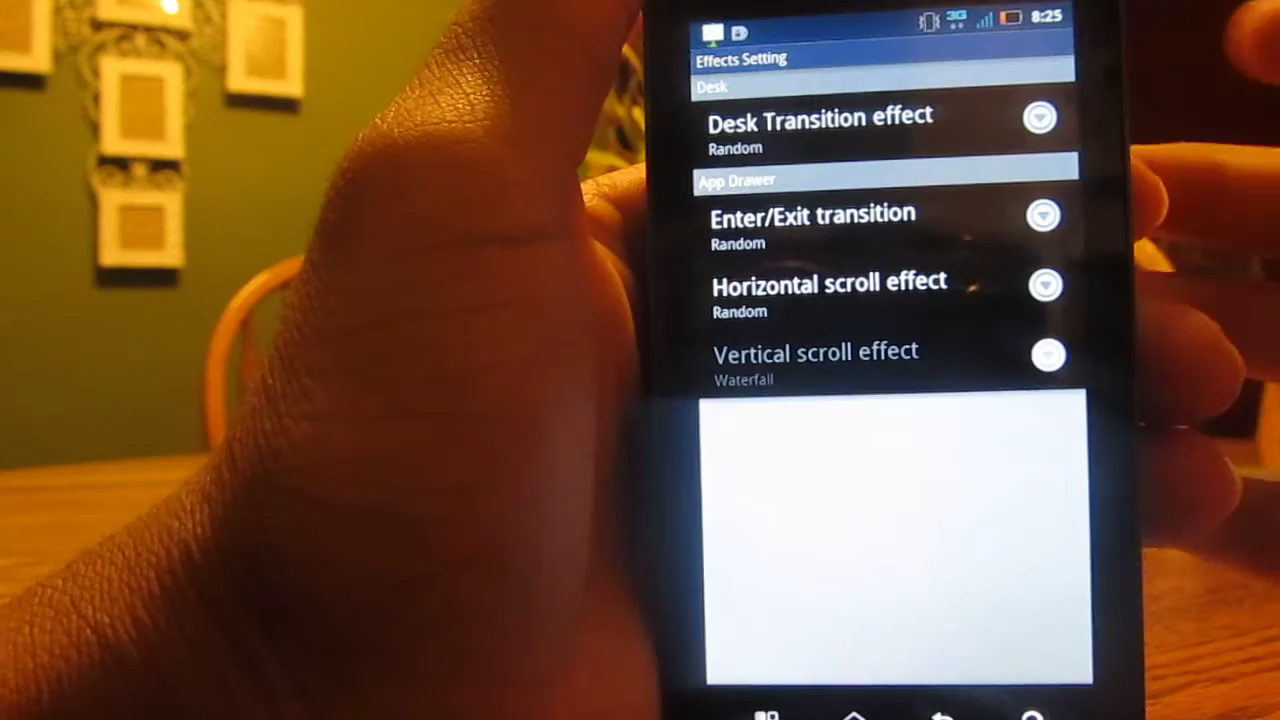 3G 8:25
Effects Setting
Desk
Desk Transition effect
Random
App Drawer
Enter/Exit transition
Random
Horizontal scroll effect
Random
Vertical scroll effect
Waterfall